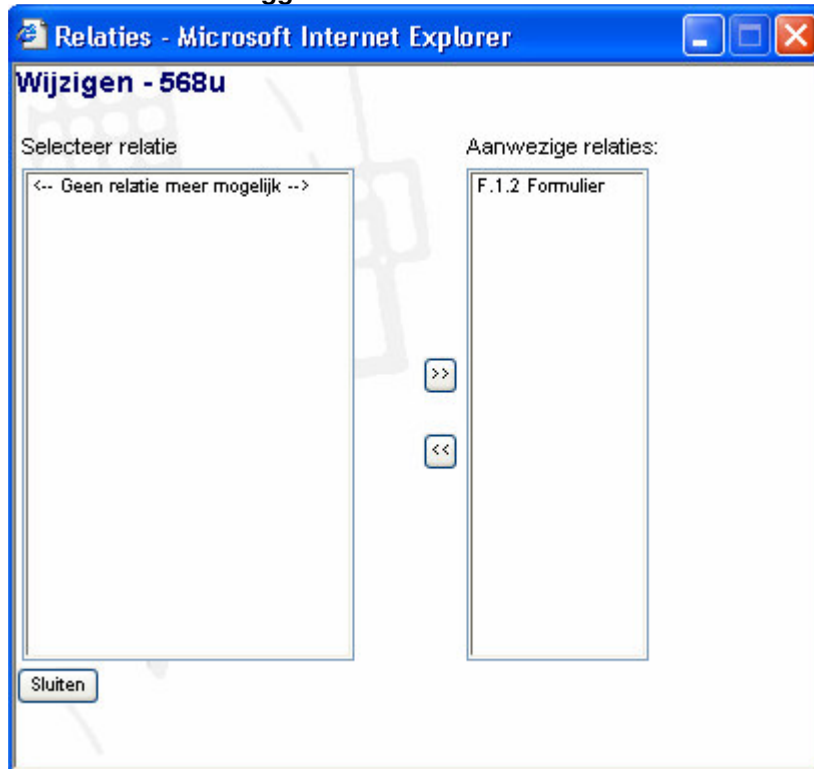 Relaties - Microsoft Internet Explorer
Wijzigen - 568u
Selecteer relatie
Aanwezige relaties:
<-- Geen relatie meer mogelijk -->
F.1.2 Formulier
>>
<<
Sluiten